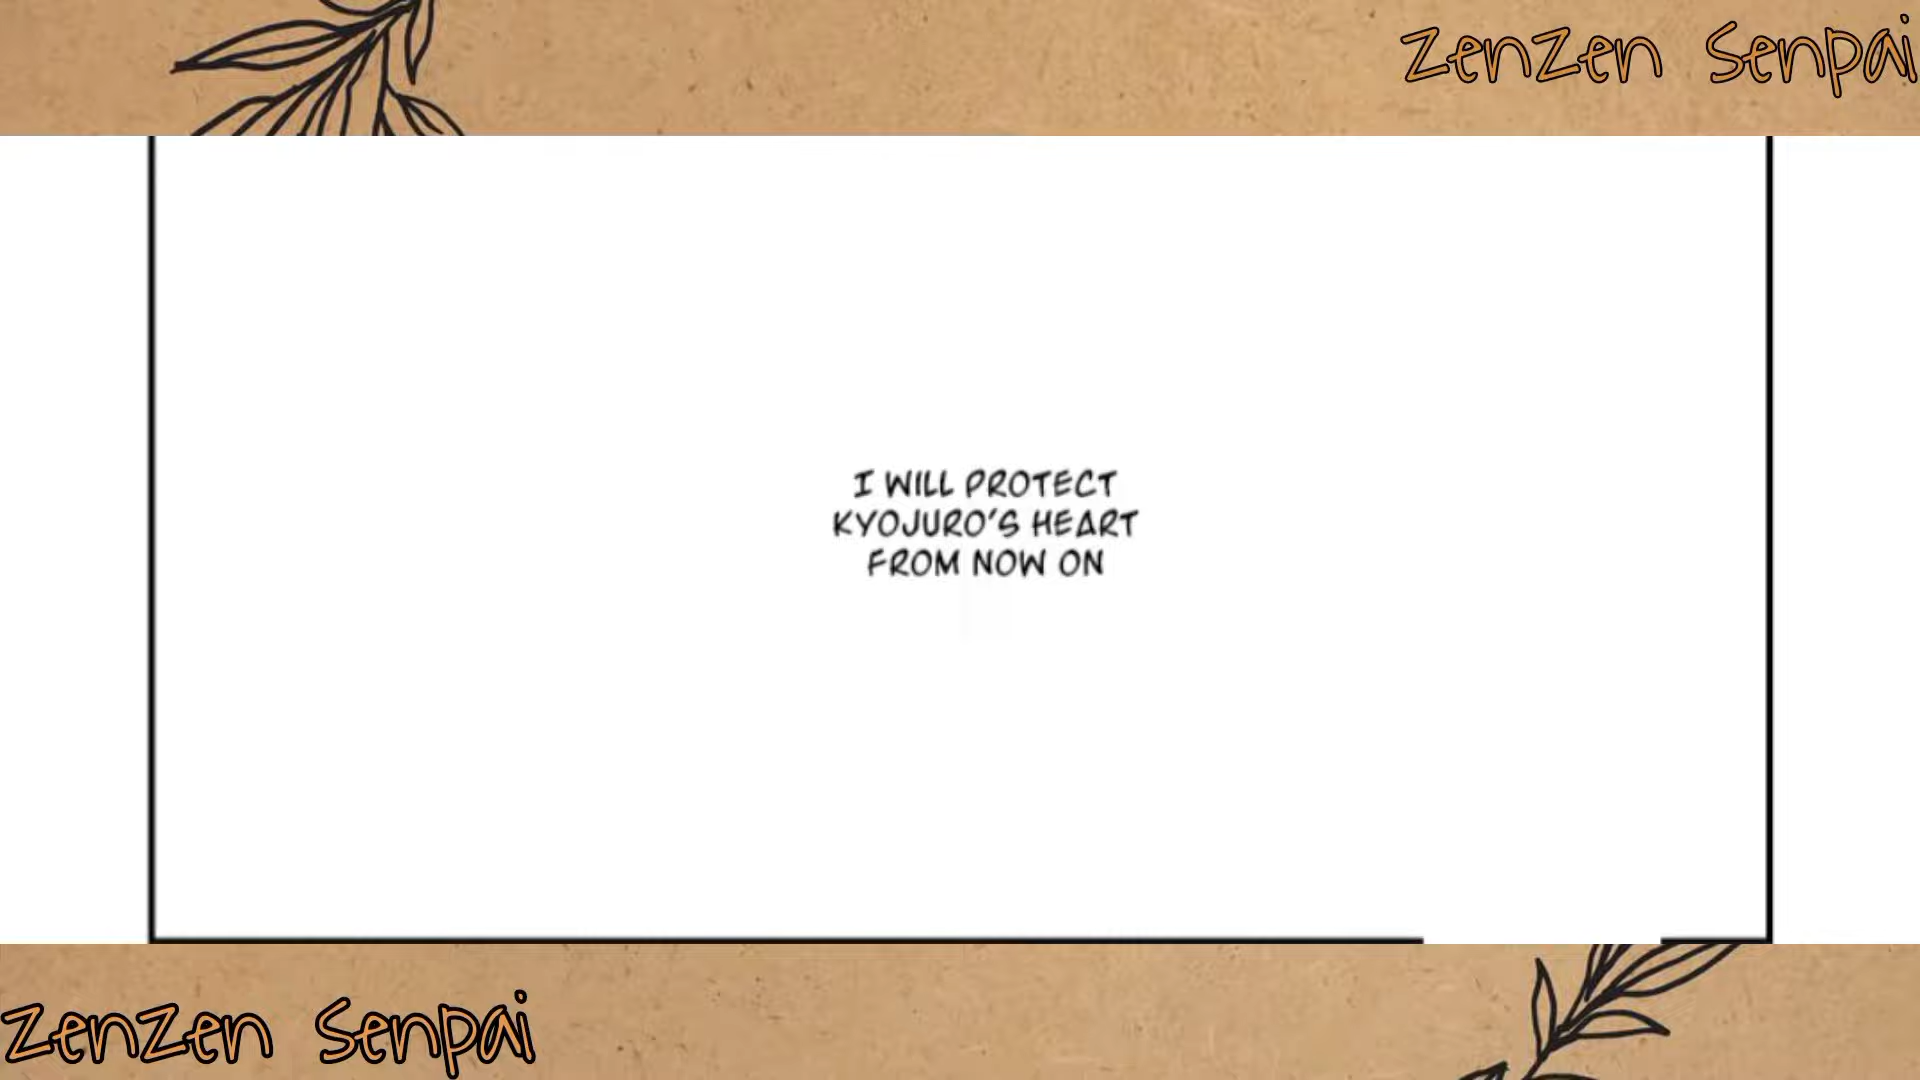 ZenZen Senpai
I WILL PROTECT
KYOJURO'S HEART
FROM NOW ON
ZenZen Senpai